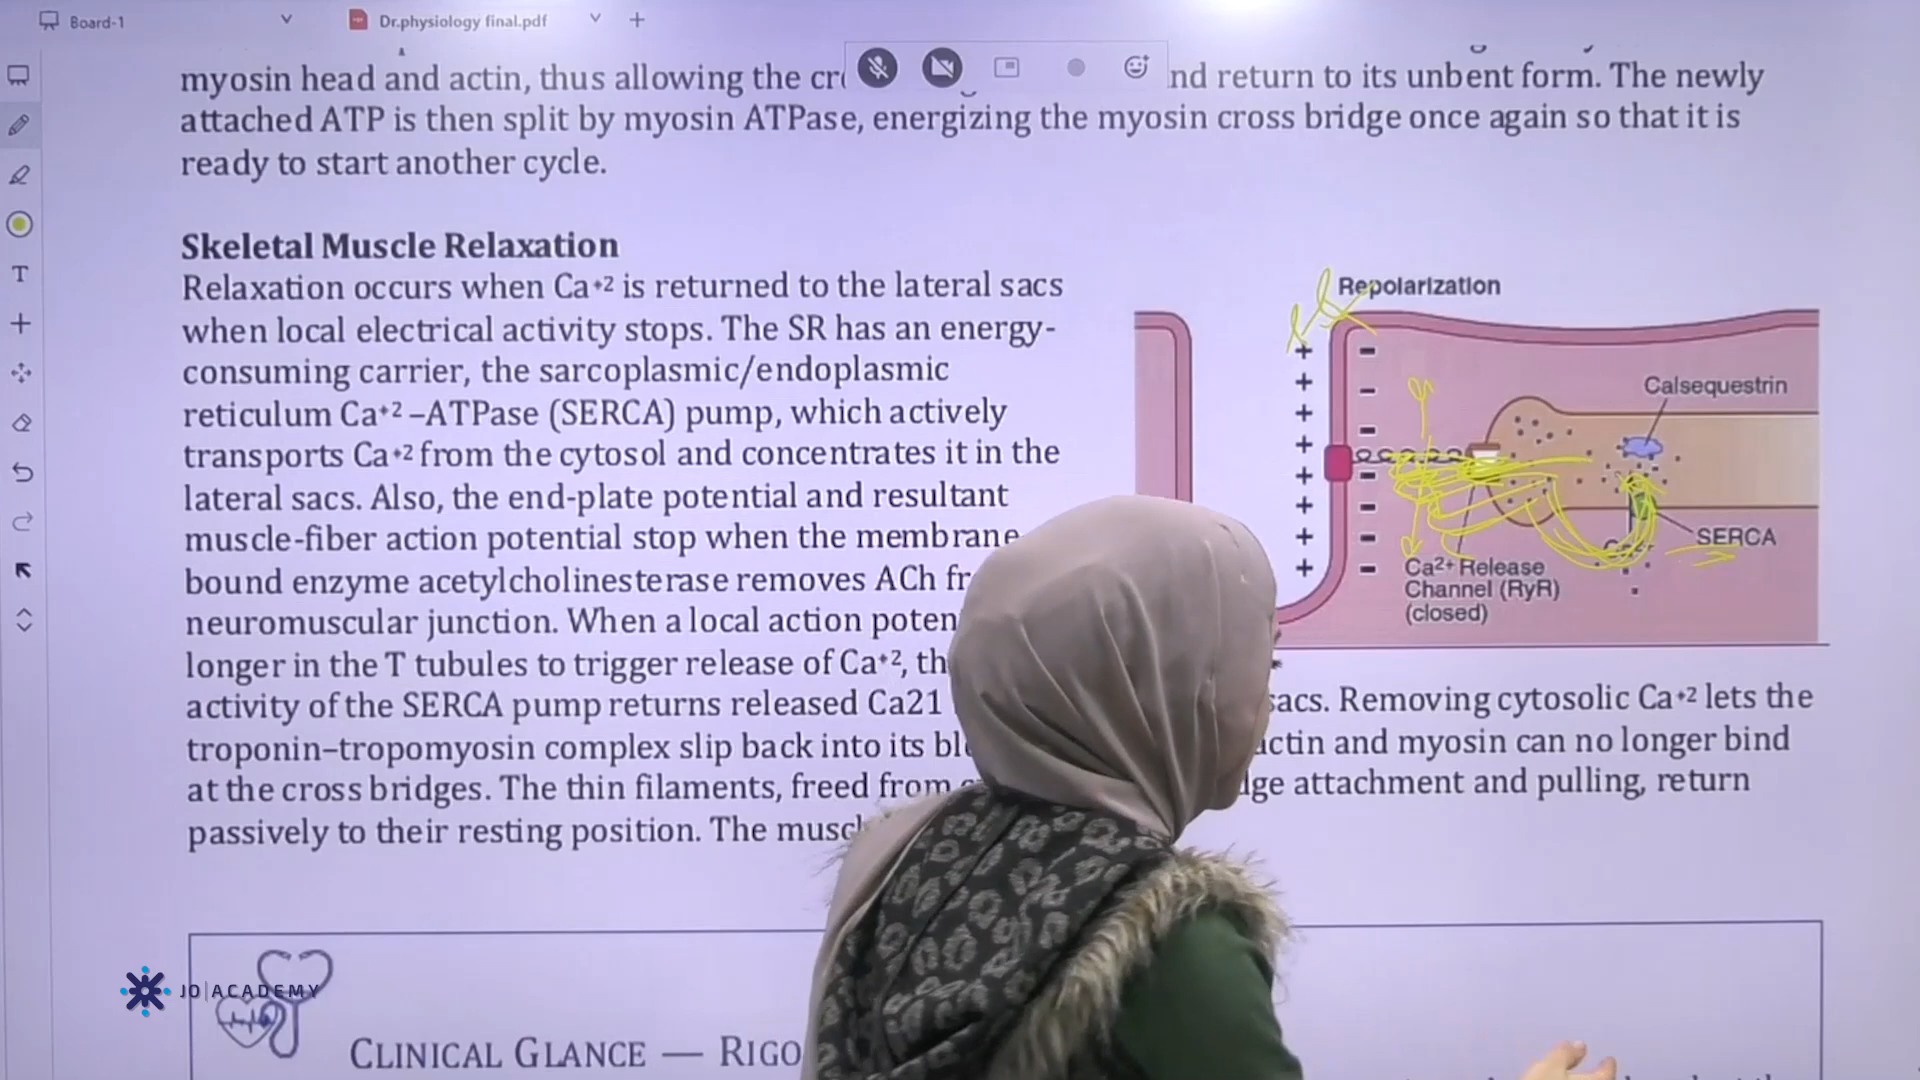 Board-1
Dr.physiology final.pdf
myosin head and actin, thus allowing the
nd return to its unbent form. The newly
attached ATP is then split by myosin ATPase, energizing the myosin cross bridge once again so that it is
ready to start another cycle.
Skeletal Muscle Relaxation
Relaxation occurs when Ca+2 is returned to the lateral sacs
when local electrical activity stops. The SR has an energy-
consuming carrier, the sarcoplasmic/endoplasmic
reticulum Ca+2 –ATPase (SERCA) pump, which actively
transports Ca+2 from the cytosol and concentrates it in the
lateral sacs. Also, the end-plate potential and resultant
muscle-fiber action potential stop when the membrane
bound enzyme acetylcholinesterase removes ACh fr
neuromuscular junction. When a local action poten
longer in the T tubules to trigger release of Ca+2, th
activity of the SERCA pump returns released Ca21
sacs. Removing cytosolic Ca+2 lets the
troponin–tropomyosin complex slip back into its bl
actin and myosin can no longer bind
at the cross bridges. The thin filaments, freed from
dge attachment and pulling, return
passively to their resting position. The musc
Repolarization
Calsequestrin
SERCA
Ca2+ Release
Channel (RyR)
(closed)
JO|ACADEMY
CLINICAL GLANCE — RIGO